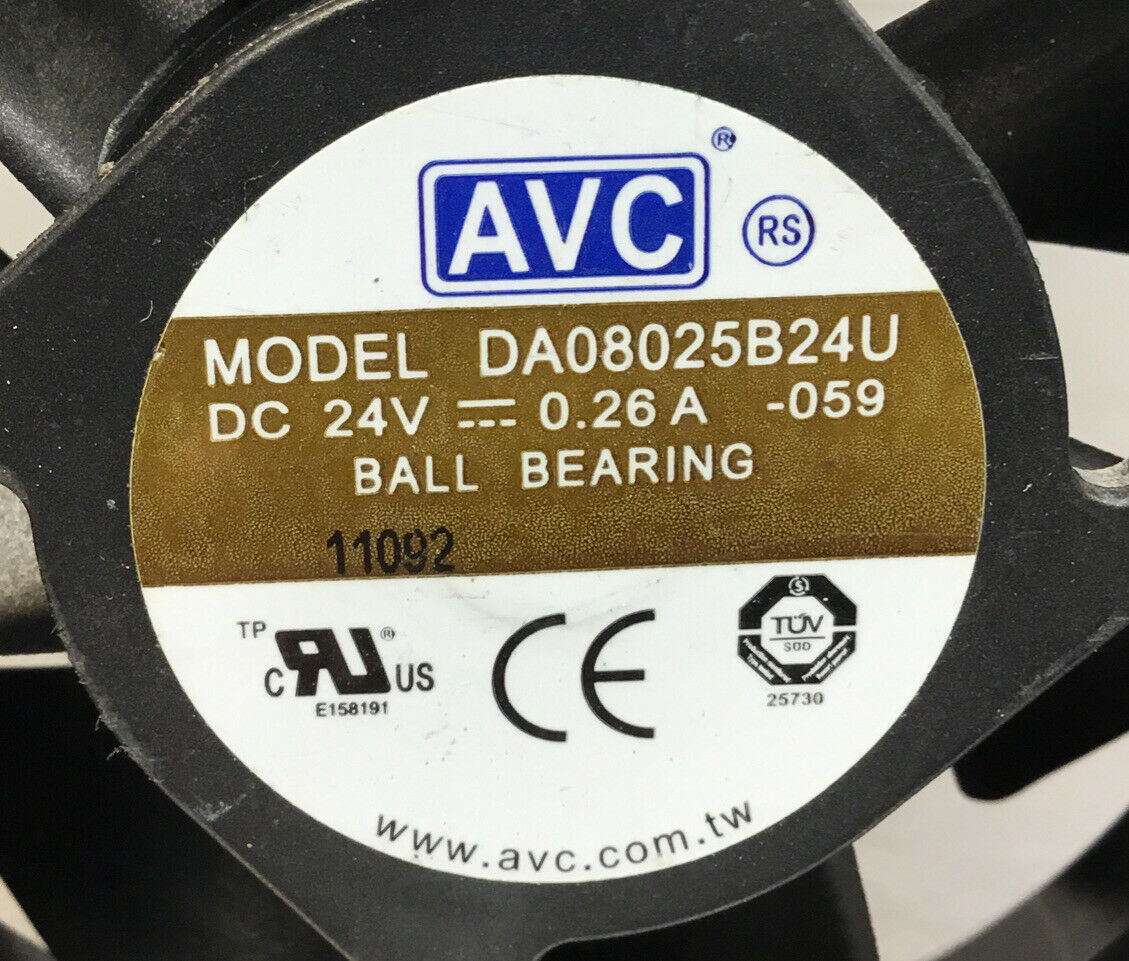 AVC ®
RS
MODEL DA08025B24U
DC 24V ⎓ 0.26 A -059
BALL BEARING
11092
TP
c RU ® US
E158191
CE
S
TÜV
SÜD
25730
www.avc.com.tw